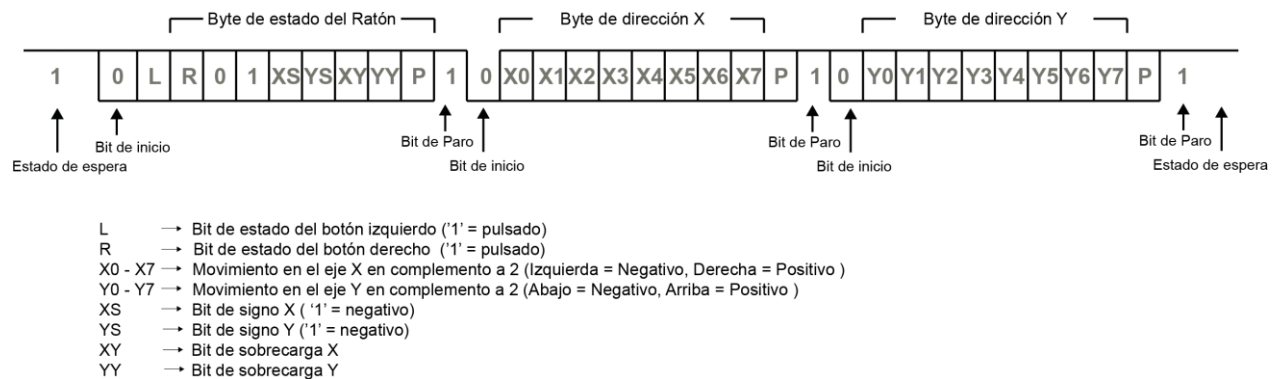 Byte de estado del Ratón Byte de dirección X Byte de dirección Y
1 0 L R 0 1 XS YS XY YY P 1 0 X0 X1 X2 X3 X4 X5 X6 X7 P 1 0 Y0 Y1 Y2 Y3 Y4 Y5 Y6 Y7 P 1
Bit de inicio Bit de Paro Bit de Paro Bit de Paro
Estado de espera Bit de inicio Bit de inicio Estado de espera
L → Bit de estado del botón izquierdo ('1' = pulsado)
R → Bit de estado del botón derecho ('1' = pulsado)
X0 - X7 → Movimiento en el eje X en complemento a 2 (Izquierda = Negativo, Derecha = Positivo )
Y0 - Y7 → Movimiento en el eje Y en complemento a 2 (Abajo = Negativo, Arriba = Positivo )
XS → Bit de signo X ( '1' = negativo)
YS → Bit de signo Y ('1' = negativo)
XY → Bit de sobrecarga X
YY → Bit de sobrecarga Y